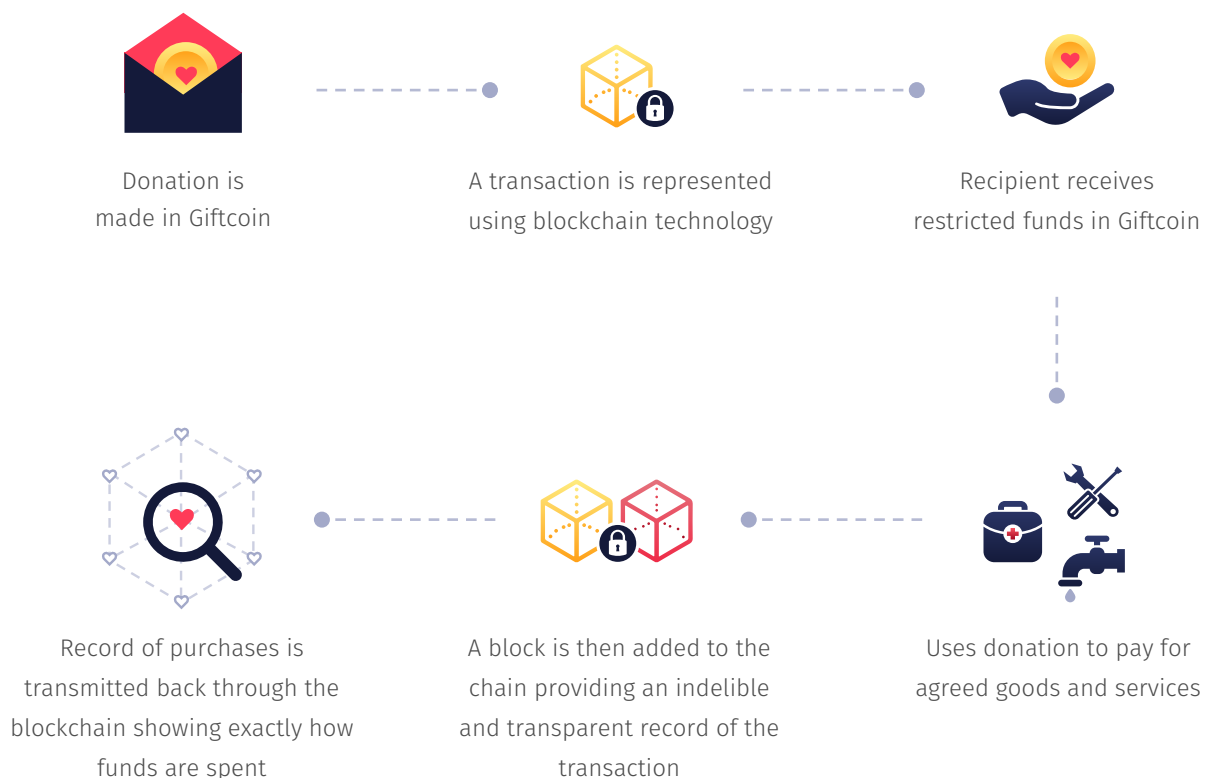 Donation is
made in Giftcoin
A transaction is represented
using blockchain technology
Recipient receives
restricted funds in Giftcoin
Uses donation to pay for
agreed goods and services
A block is then added to the
chain providing an indelible
and transparent record of the
transaction
Record of purchases is
transmitted back through the
blockchain showing exactly how
funds are spent